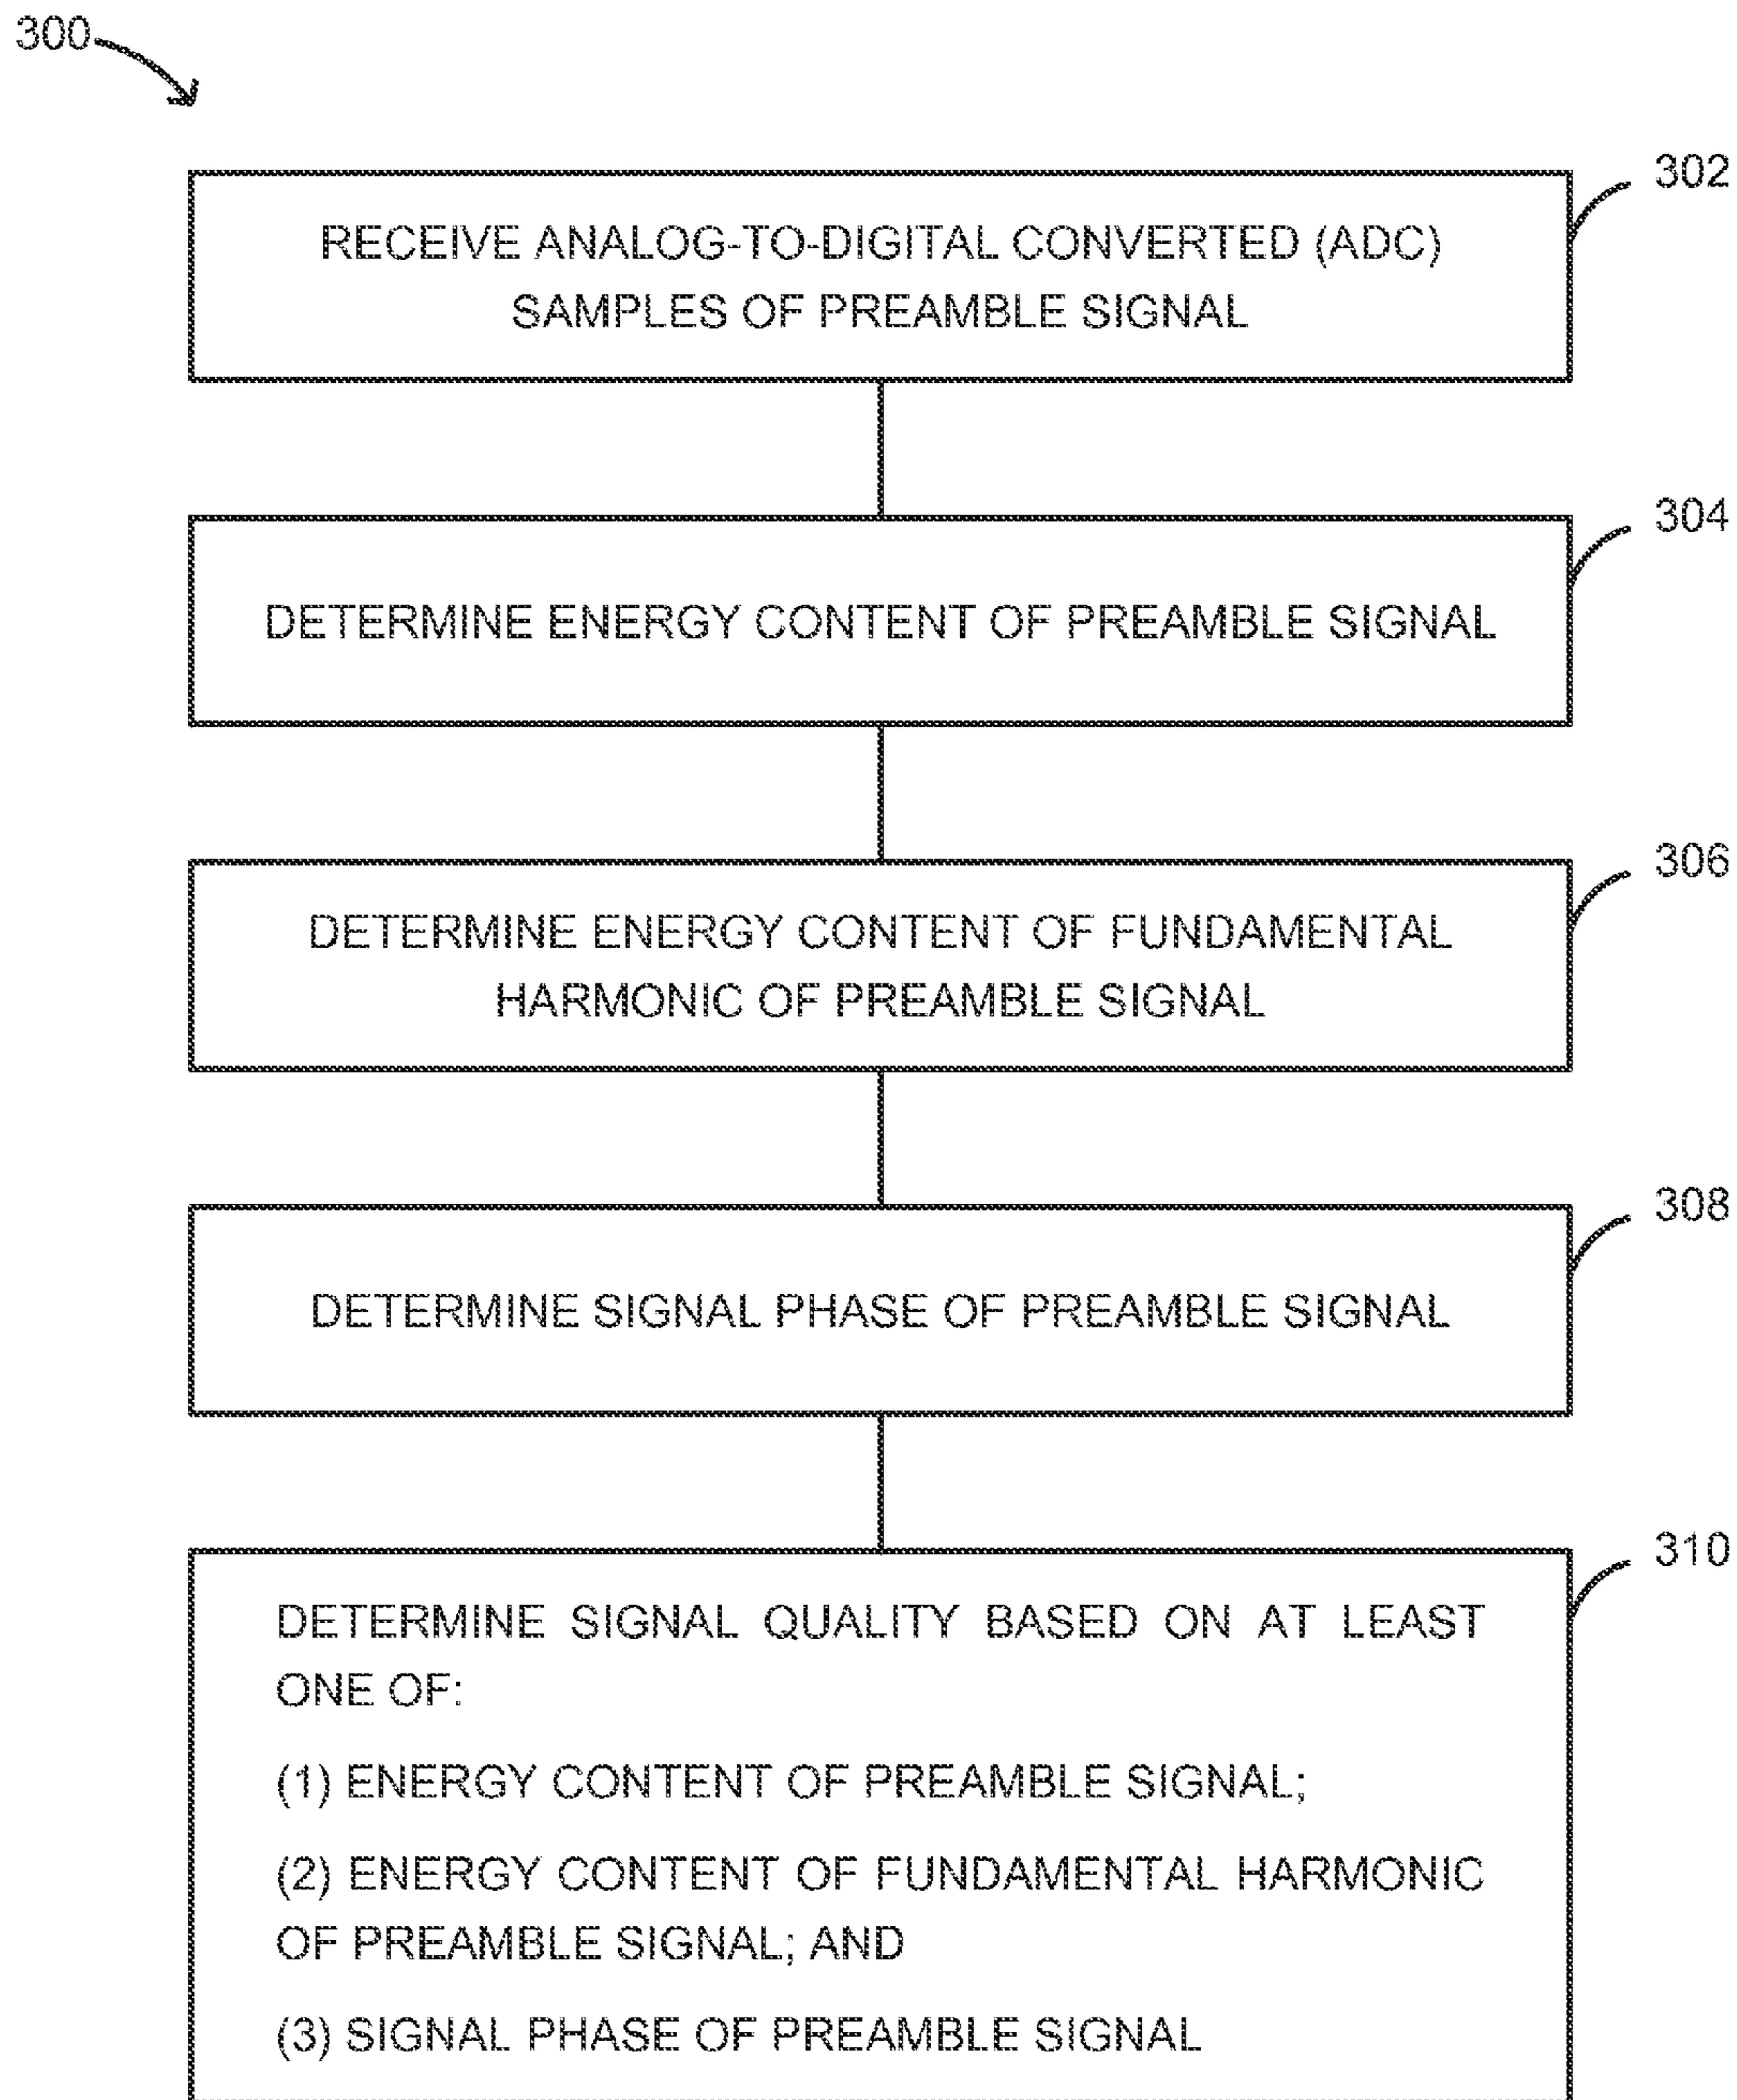 300
302
RECEIVE ANALOG-TO-DIGITAL CONVERTED (ADC)
SAMPLES OF PREAMBLE SIGNAL
304
DETERMINE ENERGY CONTENT OF PREAMBLE SIGNAL
306
DETERMINE ENERGY CONTENT OF FUNDAMENTAL
HARMONIC OF PREAMBLE SIGNAL
308
DETERMINE SIGNAL PHASE OF PREAMBLE SIGNAL
310
DETERMINE SIGNAL QUALITY BASED ON AT LEAST
ONE OF:
(1) ENERGY CONTENT OF PREAMBLE SIGNAL;
(2) ENERGY CONTENT OF FUNDAMENTAL HARMONIC
OF PREAMBLE SIGNAL; AND
(3) SIGNAL PHASE OF PREAMBLE SIGNAL